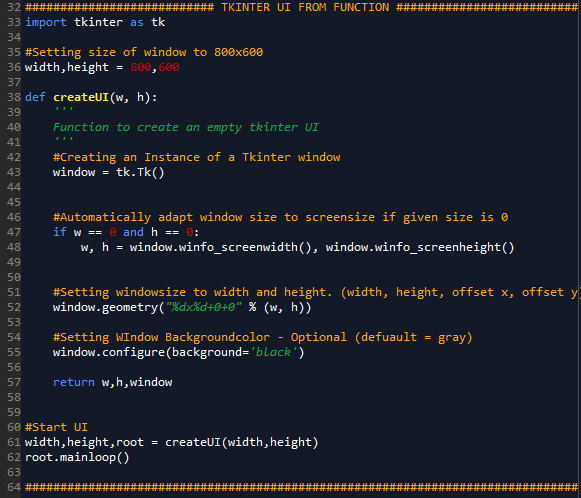 32 ########################### TKINTER UI FROM FUNCTION ##########################
33 import tkinter as tk
34
35 #Setting size of window to 800x600
36 width,height = 800,600
37
38 def createUI(w, h):
39     '''
40     Function to create an empty tkinter UI
41     '''
42     #Creating an Instance of a Tkinter window
43     window = tk.Tk()
44
45
46     #Automatically adapt window size to screensize if given size is 0
47     if w == 0 and h == 0:
48         w, h = window.winfo_screenwidth(), window.winfo_screenheight()
49
50
51     #Setting windowsize to width and height. (width, height, offset x, offset y
52     window.geometry("%dx%d+0+0" % (w, h))
53
54     #Setting WIndow Backgroundcolor - Optional (defuault = gray)
55     window.configure(background='black')
56
57     return w,h,window
58
59
60 #Start UI
61 width,height,root = createUI(width,height)
62 root.mainloop()
63
64 ###############################################################################